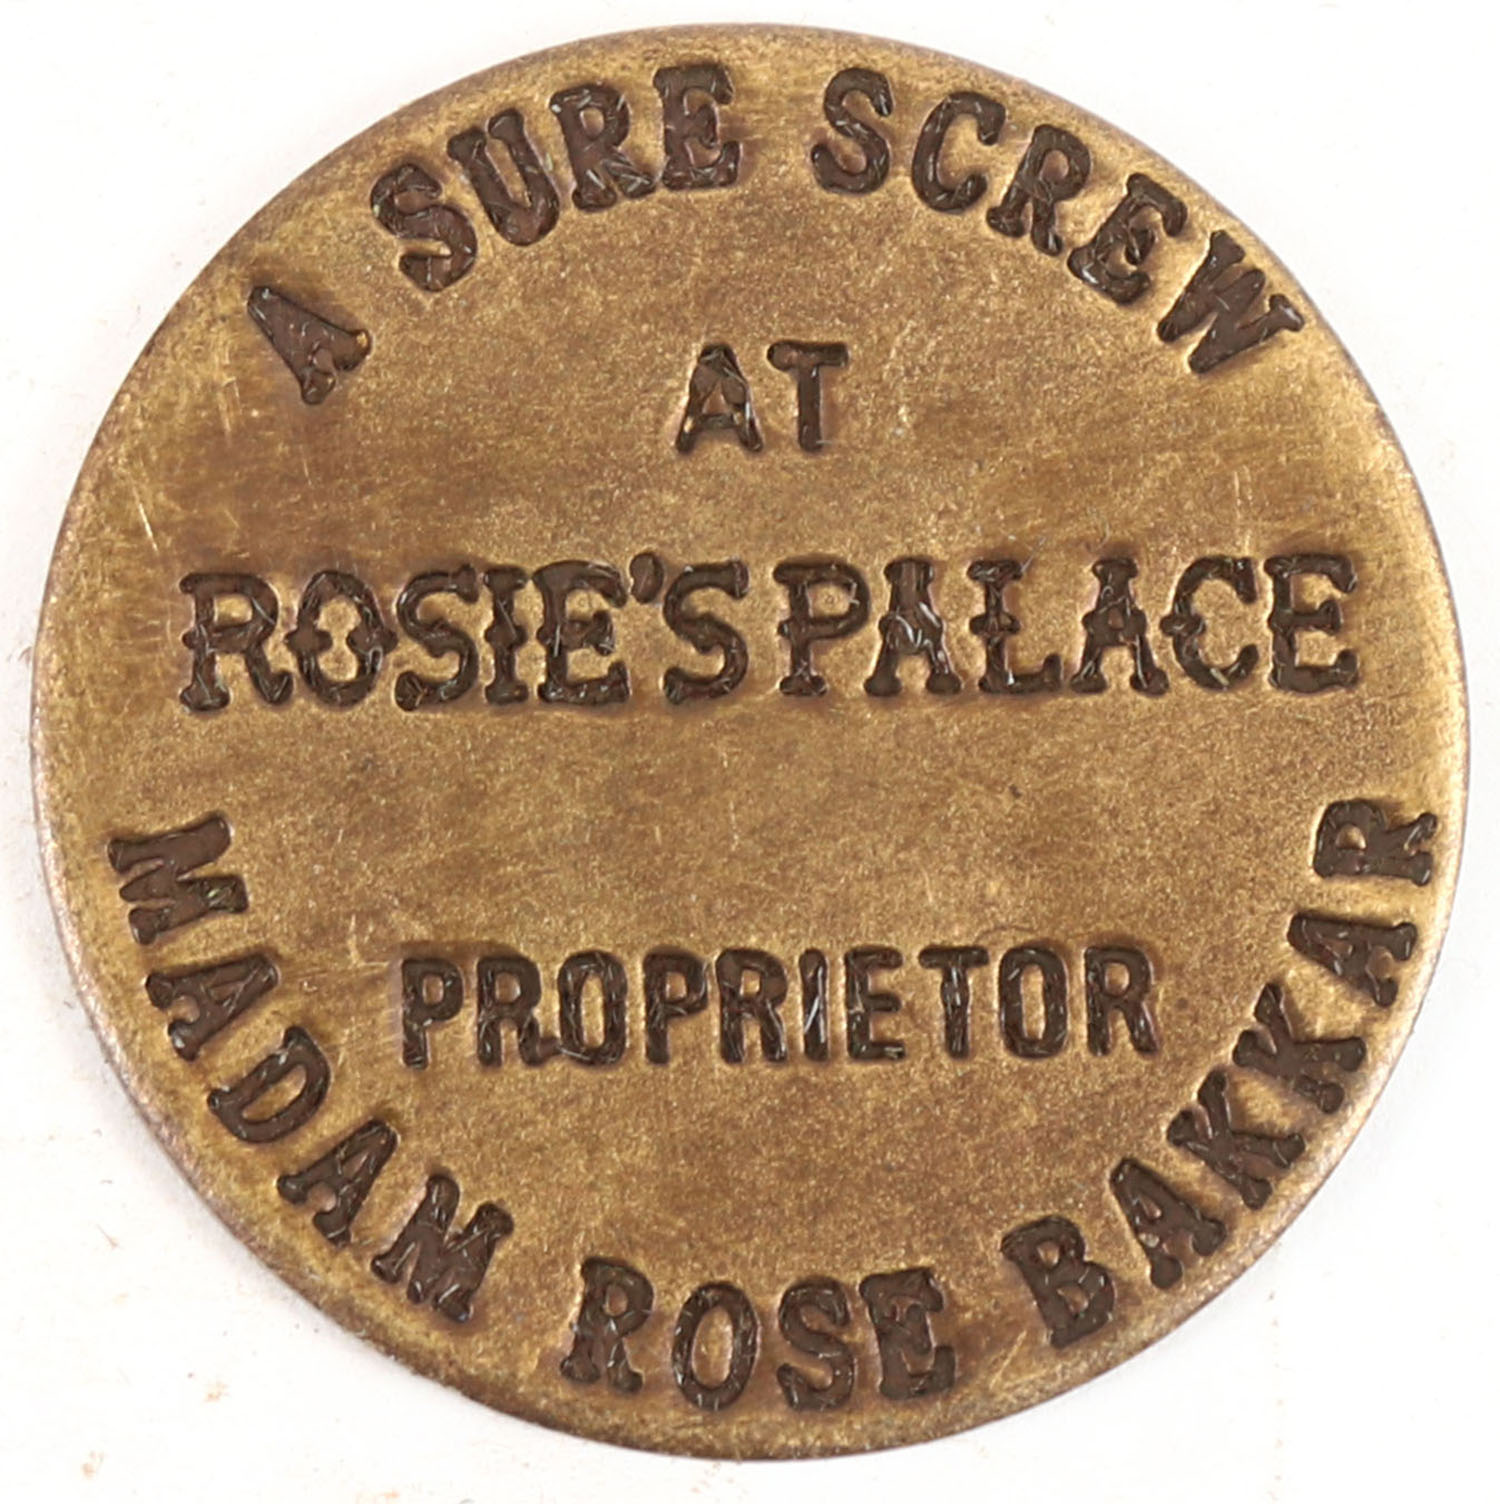 A SURE SCREW
AT
ROSIE'S PALACE
PROPRIETOR
MADAM ROSE BAKKAR